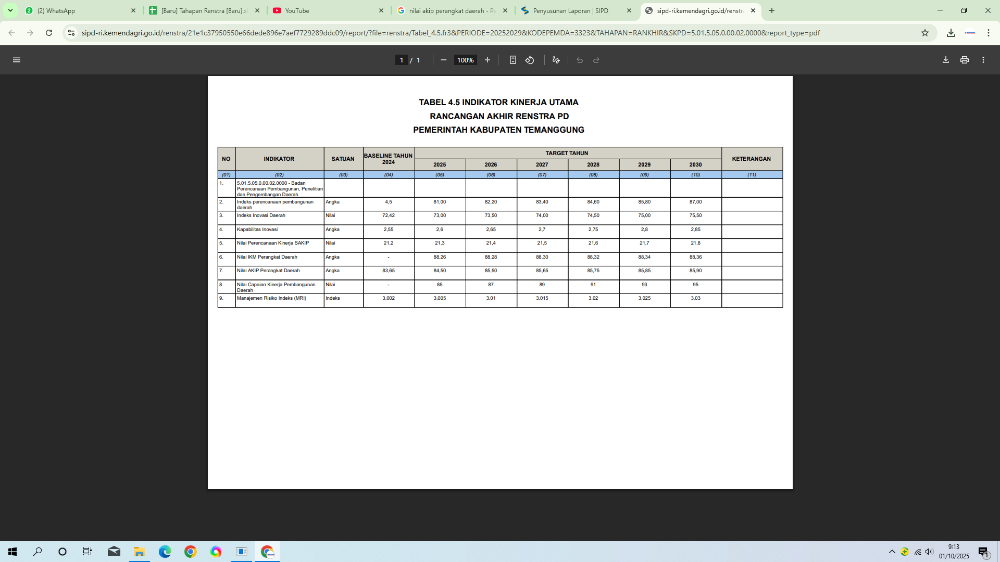 2 (2) WhatsApp
[Baru] Tahapan Renstra [Baru].x
YouTube
nilai akip perangkat daerah - Pe
Penyusunan Laporan | SIPD
sipd-ri.kemendagri.go.id/renstra
sipd-ri.kemendagri.go.id/renstra/21e1c37950550e66dede896e7aef7729289ddc09/report/?file=renstra/Tabel_4.5.fr3&PERIODE=20252029&KODEPEMDA=3323&TAHAPAN=RANKHIR&SKPD=5.01.5.05.0.00.02.0000&report_type=pdf
1 / 1
100%
TABEL 4.5 INDIKATOR KINERJA UTAMA
RANCANGAN AKHIR RENSTRA PD
PEMERINTAH KABUPATEN TEMANGGUNG
NO INDIKATOR SATUAN BASELINE TAHUN 2024 TARGET TAHUN KETERANGAN
2025 2026 2027 2028 2029 2030
(01) (02) (03) (04) (05) (06) (07) (08) (09) (10) (11)
1. 5.01.5.05.0.00.02.0000 - Badan
Perencanaan Pembangunan, Penelitian
dan Pengembangan Daerah
2. Indeks perencanaan pembangunan Angka 4,5 81,00 82,20 83,40 84,60 85,80 87,00
daerah
3. Indeks Inovasi Daerah Nilai 72,42 73,00 73,50 74,00 74,50 75,00 75,50
4. Kapabilitas Inovasi Angka 2,55 2,6 2,65 2,7 2,75 2,8 2,85
5. Nilai Perencanaan Kinerja SAKIP Nilai 21,2 21,3 21,4 21,5 21,6 21,7 21,8
6. Nilai IKM Perangkat Daerah Angka - 88,26 88,28 88,30 88,32 88,34 88,36
7. Nilai AKIP Perangkat Daerah Angka 83,65 84,50 85,50 85,65 85,75 85,85 85,90
8. Nilai Capaian Kinerja Pembangunan Nilai - 85 87 89 91 93 95
Daerah
9. Manajemen Risiko Indeks (MRI) Indeks 3,002 3,005 3,01 3,015 3,02 3,025 3,03
9:13
01/10/2025
1